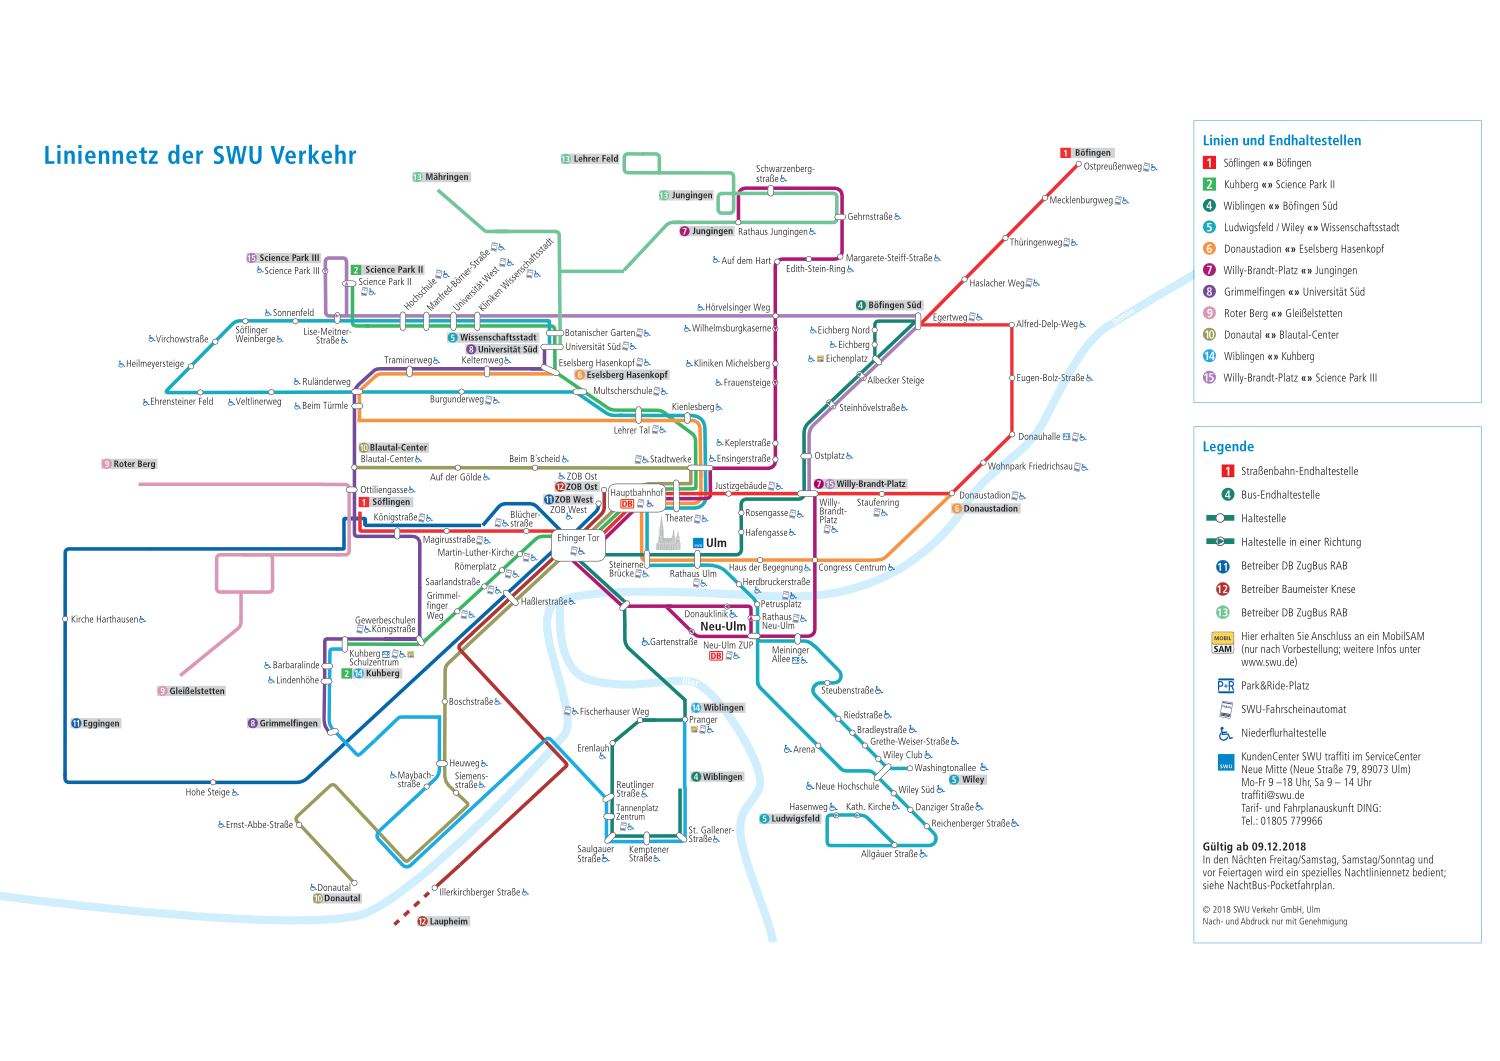 Liniennetz der SWU Verkehr
13 Mähringen
13 Lehrer Feld
13 Jungingen
7 Jungingen
Rathaus Jungingen
Schwarzenberg-
straße
Gehrnstraße
Margarete-Steiff-Straße
Edith-Stein-Ring
Auf dem Hart
1 Böfingen
Ostpreußenweg
Mecklenburgweg
Thüringenweg
Haslacher Weg
15 Science Park III
Science Park III
2 Science Park II
Science Park II
Hochschule
Manfred-Börner-Straße
Universität West
Kliniken Wissenschaftsstadt
Sonnenfeld
Söflinger
Weinberge
Lise-Meitner-
Straße
Virchowstraße
Heilmeyersteige
Ehrensteiner Feld
Veltlinerweg
Ruländerweg
Beim Türmle
5 Wissenschaftsstadt
8 Universität Süd
Botanischer Garten
Universität Süd
Traminerweg
Kelternweg
Eselsberg Hasenkopf
6 Eselsberg Hasenkopf
Burgunderweg
Multscherschule
Kienlesberg
Lehrer Tal
Hörvelsinger Weg
Wilhelmsburgkaserne
Kliniken Michelsberg
Frauensteige
Keplerstraße
Ensingerstraße
4 Böfingen Süd
Egertweg
Eichberg Nord
Eichberg
Eichenplatz
Albecker Steige
Steinhövelstraße
Ostplatz
Alfred-Delp-Weg
Eugen-Bolz-Straße
Donauhalle
Wohnpark Friedrichsau
Donaustadion
6 Donaustadion
10 Blautal-Center
Blautal-Center
Auf der Gölde
Beim B'scheid
Stadtwerke
9 Roter Berg
Ottiliengasse
1 Söflingen
Königstraße
Magirusstraße
Blücher-
straße
ZOB Ost
12 ZOB Ost
11 ZOB West
ZOB West
Hauptbahnhof
DB
Theater
Justizgebäude
7 15 Willy-Brandt-Platz
Willy-
Brandt-
Platz
Staufenring
Rosengasse
Hafengasse
Ehinger Tor
SWU Ulm
Steinerne
Brücke
Rathaus Ulm
Haus der Begegnung
Congress Centrum
Herdbruckerstraße
Petrusplatz
Rathaus
Neu-Ulm
Donauklinik
Neu-Ulm
Gartenstraße
Neu-Ulm ZUP
DB
Meininger
Allee
Martin-Luther-Kirche
Römerplatz
Saarlandstraße
Grimmel-
finger
Weg
Haßlerstraße
Gewerbeschulen
Königstraße
Kuhberg
Schulzentrum
2 14 Kuhberg
Kirche Harthausen
Barbaralinde
Lindenhöhe
9 Gleißelstetten
8 Grimmelfingen
11 Eggingen
Hohe Steige
Boschstraße
Heuweg
Maybach-
straße
Siemens-
straße
Ernst-Abbe-Straße
Donautal
10 Donautal
Illerkirchberger Straße
12 Laupheim
Fischerhauser Weg
14 Wiblingen
Pranger
Erenlauh
4 Wiblingen
Reutlinger
Straße
Tannenplatz
Zentrum
Saulgauer
Straße
Kemptener
Straße
St. Gallener-
Straße
Steubenstraße
Riedstraße
Bradleystraße
Grethe-Weiser-Straße
Wiley Club
Washingtonallee
5 Wiley
Arena
Neue Hochschule
Wiley Süd
Hasenweg
Kath. Kirche
Danziger Straße
5 Ludwigsfeld
Reichenberger Straße
Allgäuer Straße
Donau
Iller
Linien und Endhaltestellen
1 Söflingen «» Böfingen
2 Kuhberg «» Science Park II
4 Wiblingen «» Böfingen Süd
5 Ludwigsfeld / Wiley «» Wissenschaftsstadt
6 Donaustadion «» Eselsberg Hasenkopf
7 Willy-Brandt-Platz «» Jungingen
8 Grimmelfingen «» Universität Süd
9 Roter Berg «» Gleißelstetten
10 Donautal «» Blautal-Center
14 Wiblingen «» Kuhberg
15 Willy-Brandt-Platz «» Science Park III
Legende
1 Straßenbahn-Endhaltestelle
4 Bus-Endhaltestelle
Haltestelle
Haltestelle in einer Richtung
11 Betreiber DB ZugBus RAB
12 Betreiber Baumeister Knese
13 Betreiber DB ZugBus RAB
MOBIL SAM Hier erhalten Sie Anschluss an ein MobilSAM
(nur nach Vorbestellung; weitere Infos unter
www.swu.de)
P+R Park&Ride-Platz
SWU-Fahrscheinautomat
Niederflurhaltestelle
SWU KundenCenter SWU traffiti im ServiceCenter
Neue Mitte (Neue Straße 79, 89073 Ulm)
Mo-Fr 9 –18 Uhr, Sa 9 – 14 Uhr
traffiti@swu.de
Tarif- und Fahrplanauskunft DING:
Tel.: 01805 779966
Gültig ab 09.12.2018
In den Nächten Freitag/Samstag, Samstag/Sonntag und
vor Feiertagen wird ein spezielles Nachtliniennetz bedient;
siehe NachtBus-Pocketfahrplan.
© 2018 SWU Verkehr GmbH, Ulm
Nach- und Abdruck nur mit Genehmigung